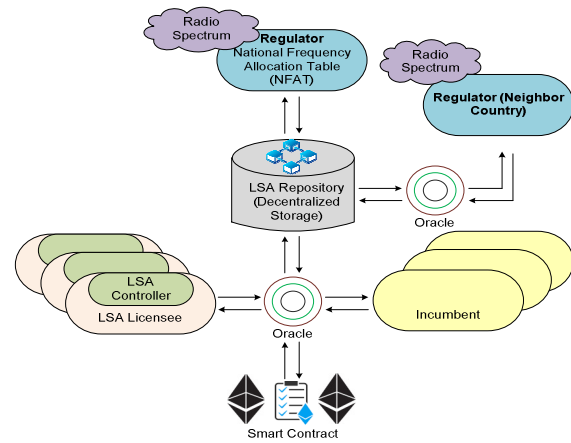 Radio
Spectrum
Regulator
National Frequency
Allocation Table
(NFAT)
Radio
Spectrum
Regulator (Neighbor
Country)
LSA Repository
(Decentralized
Storage)
Oracle
LSA
Controller
LSA Licensee
Oracle
Incumbent
Smart Contract